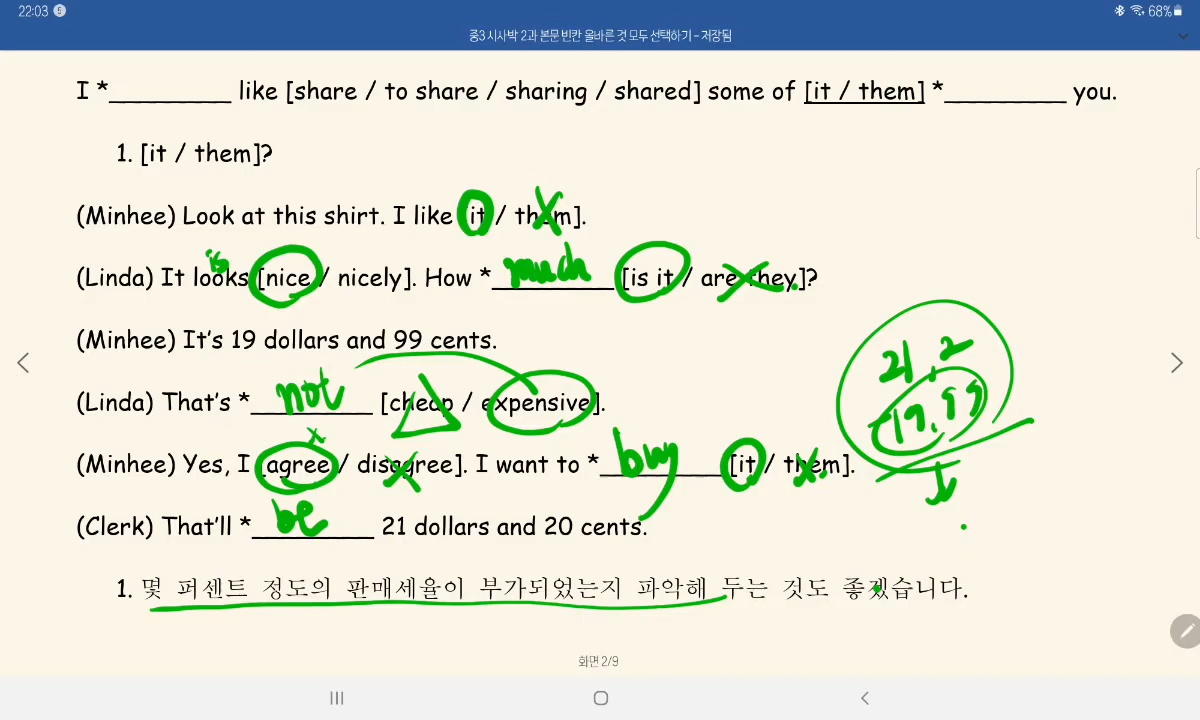 22:03 5 68%
중3 시사박 2과 본문 빈칸 올바른 것 모두 선택하기 – 저장됨
I *________ like [share / to share / sharing / shared] some of [it / them] *________ you.
1. [it / them]?
(Minhee) Look at this shirt. I like [it / them].
is
(Linda) It looks [nice / nicely]. How * much [is it / are they]?
(Minhee) It's 19 dollars and 99 cents.
21.2
(Linda) That's * not [cheap / expensive].
19.99
(Minhee) Yes, I [agree / disagree]. I want to * buy [it / them].
(Clerk) That'll * be 21 dollars and 20 cents.
1. 몇 퍼센트 정도의 판매세율이 부가되었는지 파악해 두는 것도 좋겠습니다.
화면 2/9